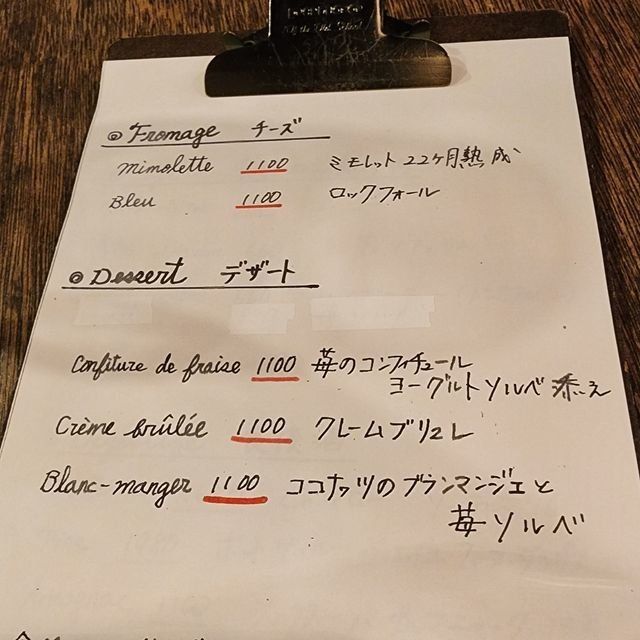 ◎ Fromage チーズ
mimolette 1100 ミモレット 22ヶ月熟成
Bleu 1100 ロックフォール
◎ Dessert デザート
Confiture de fraise 1100 苺のコンフィチュール
ヨーグルトソルベ添え
Crème brûlée 1100 クレームブリュレ
Blanc-manger 1100 ココナッツのブランマンジェと
苺ソルベ